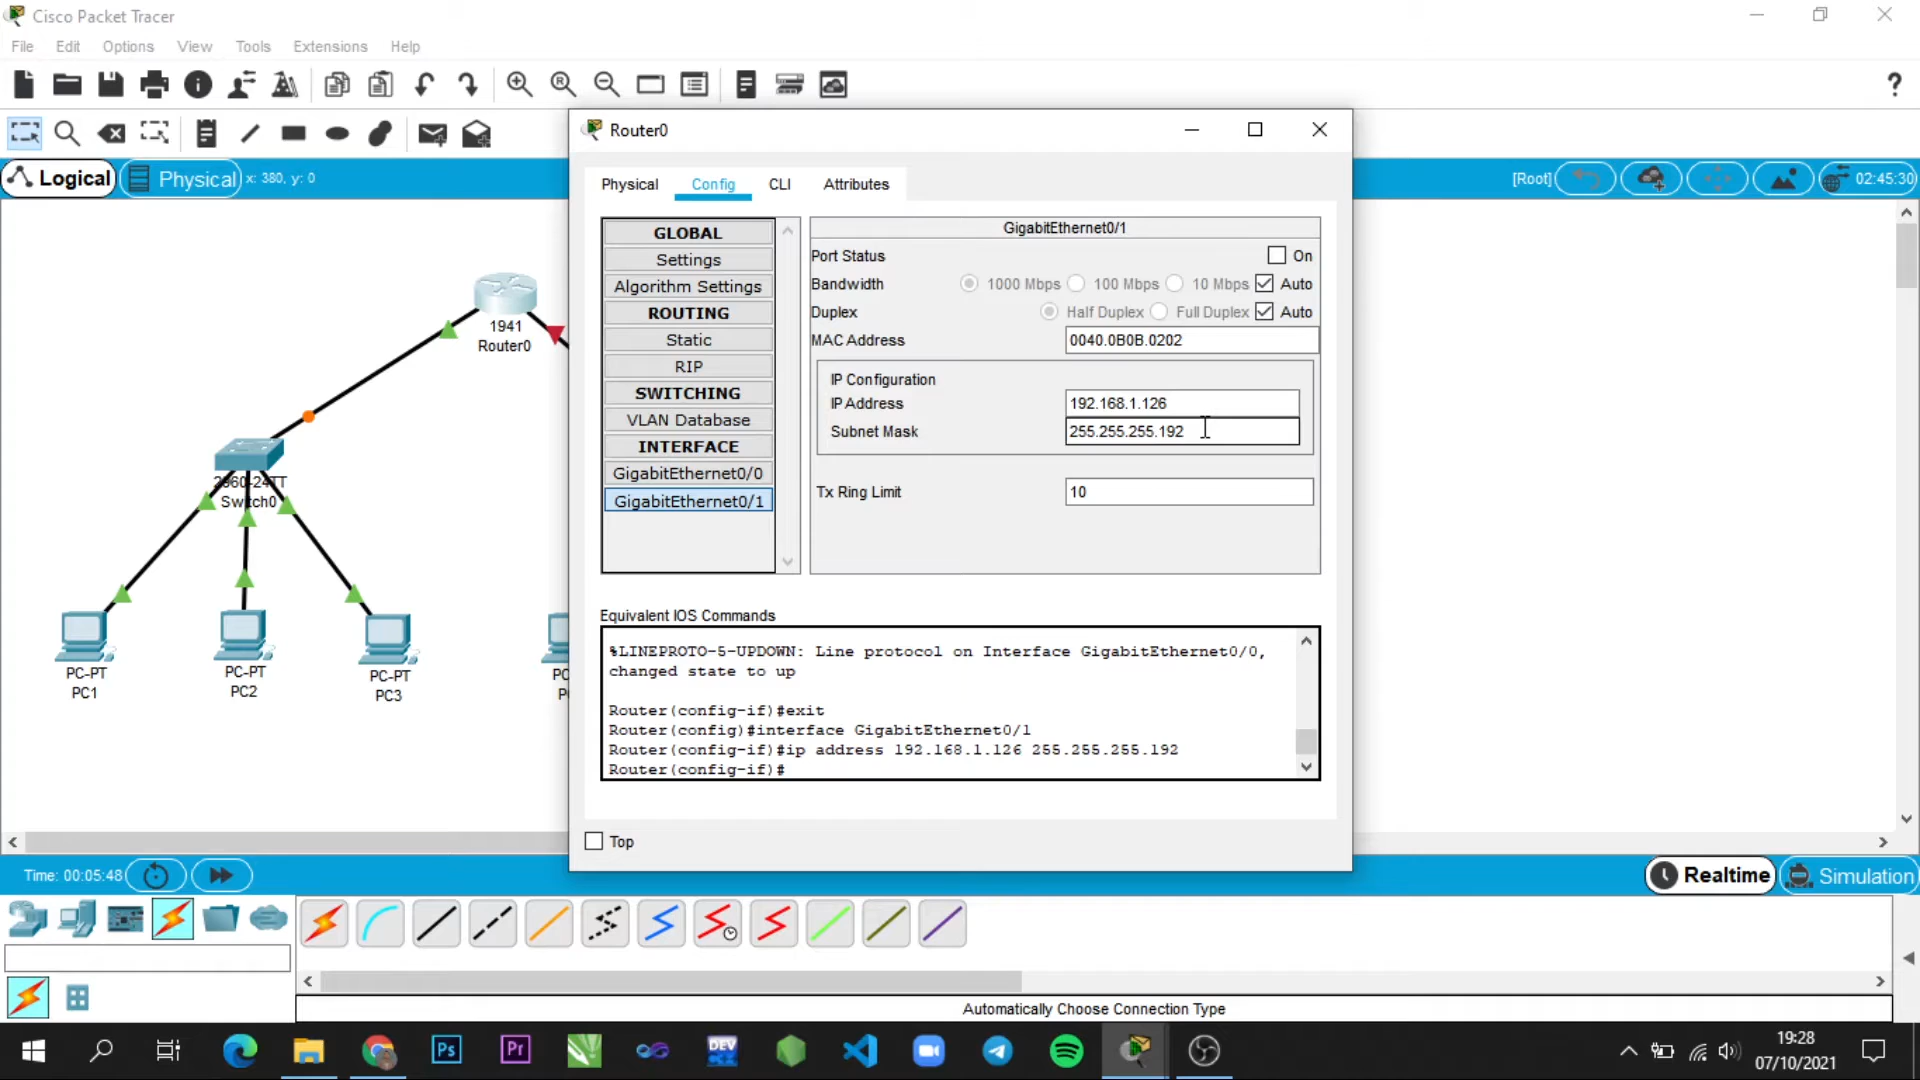 Cisco Packet Tracer
File Edit Options View Tools Extensions Help
Logical Physical x: 380, y: 0
[Root] 02:45:30
Router0
Physical Config CLI Attributes
GLOBAL
Settings
Algorithm Settings
ROUTING
Static
RIP
SWITCHING
VLAN Database
INTERFACE
GigabitEthernet0/0
GigabitEthernet0/1
GigabitEthernet0/1
Port Status On
Bandwidth 1000 Mbps 100 Mbps 10 Mbps Auto
Duplex Half Duplex Full Duplex Auto
MAC Address 0040.0B0B.0202
IP Configuration
IP Address 192.168.1.126
Subnet Mask 255.255.255.192
Tx Ring Limit 10
Equivalent IOS Commands
%LINEPROTO-5-UPDOWN: Line protocol on Interface GigabitEthernet0/0,
changed state to up
Router(config-if)#exit
Router(config)#interface GigabitEthernet0/1
Router(config-if)#ip address 192.168.1.126 255.255.255.192
Router(config-if)#
Top
1941
Router0
2960-24TT
Switch0
PC-PT
PC1
PC-PT
PC2
PC-PT
PC3
Time: 00:05:48
Realtime Simulation
Automatically Choose Connection Type
Ps
Pr
DEV
19:28
07/10/2021